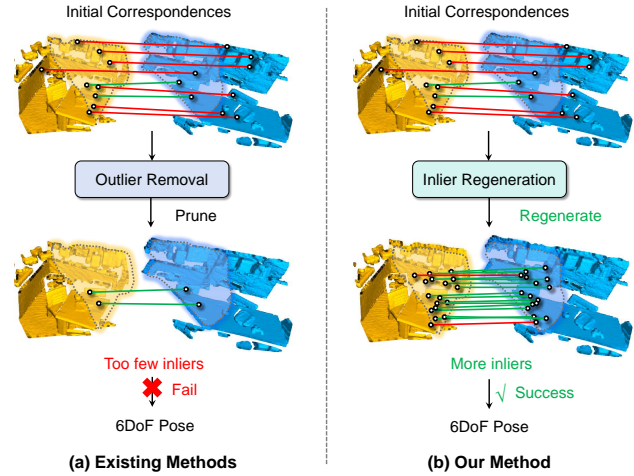 Initial Correspondences
Outlier Removal
Prune
Too few inliers
Fail
6DoF Pose
(a) Existing Methods
Initial Correspondences
Inlier Regeneration
Regenerate
More inliers
√ Success
6DoF Pose
(b) Our Method